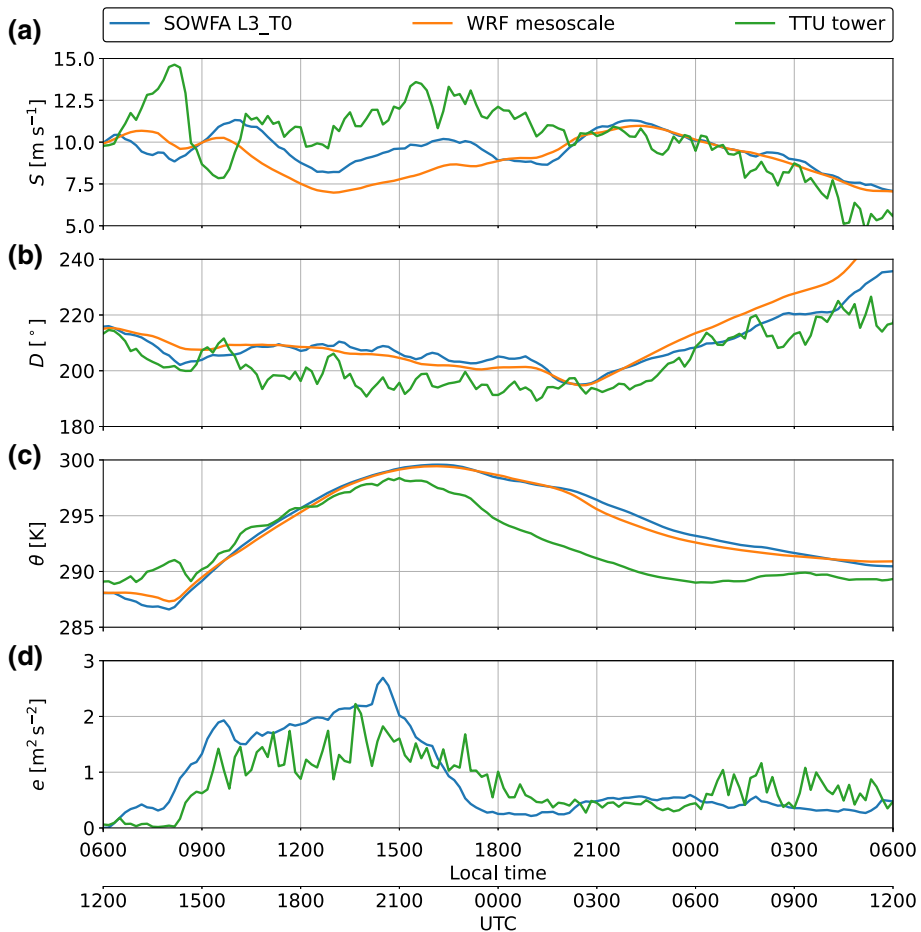 (a)
SOWFA L3_T0 WRF mesoscale TTU tower
15.0
12.5
10.0
7.5
5.0
S [m s⁻¹]
(b)
240
220
200
180
D [°]
(c)
300
295
290
285
θ [K]
(d)
3
2
1
0
e [m² s⁻²]
0600 0900 1200 1500 1800 2100 0000 0300 0600
Local time
1200 1500 1800 2100 0000 0300 0600 0900 1200
UTC